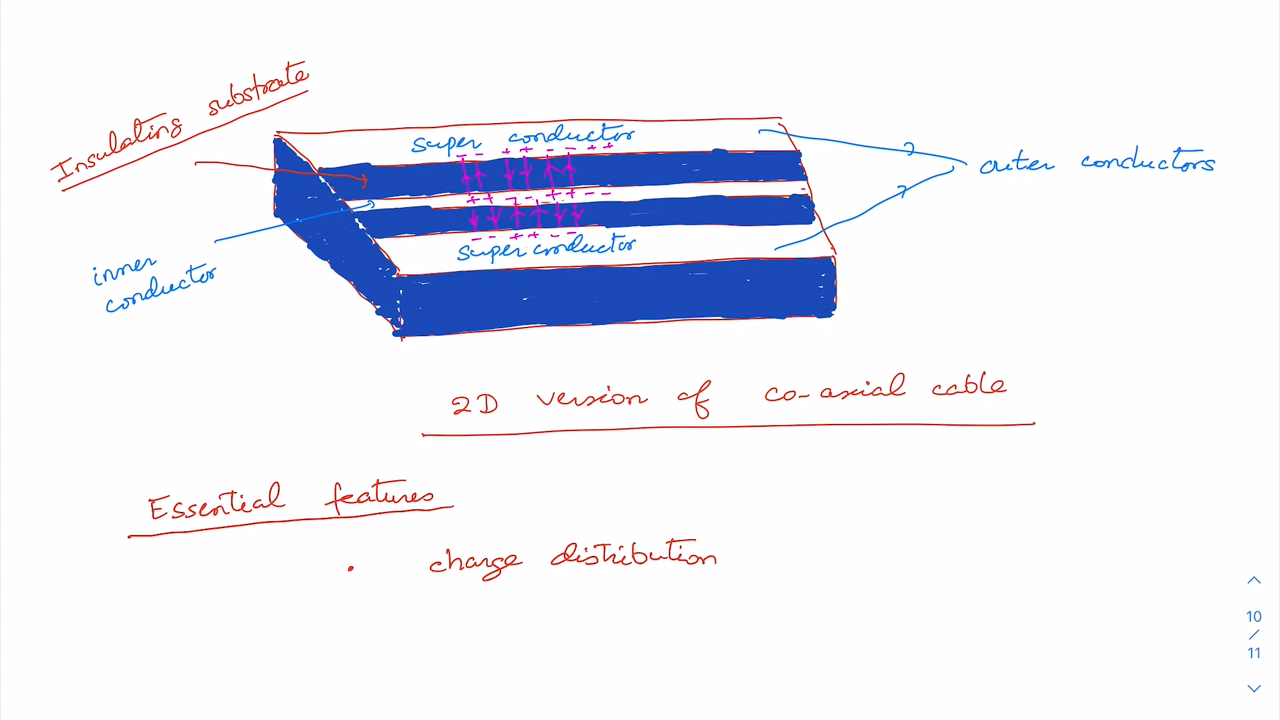 Insulating substrate
super conductor
outer conductors
super conductor
inner
conductor
2D version of co-axial cable
Essential features
• charge distribution
10
/
11